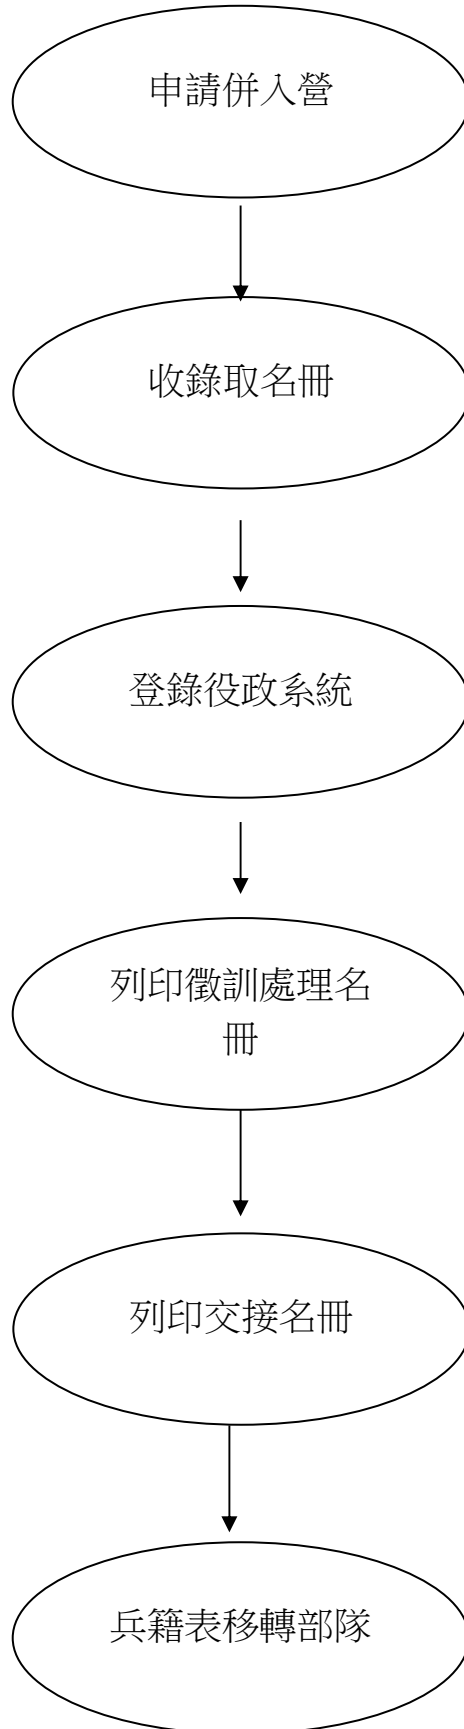 申請併入營
收錄取名冊
登錄役政系統
列印徵訓處理名
冊
列印交接名冊
兵籍表移轉部隊